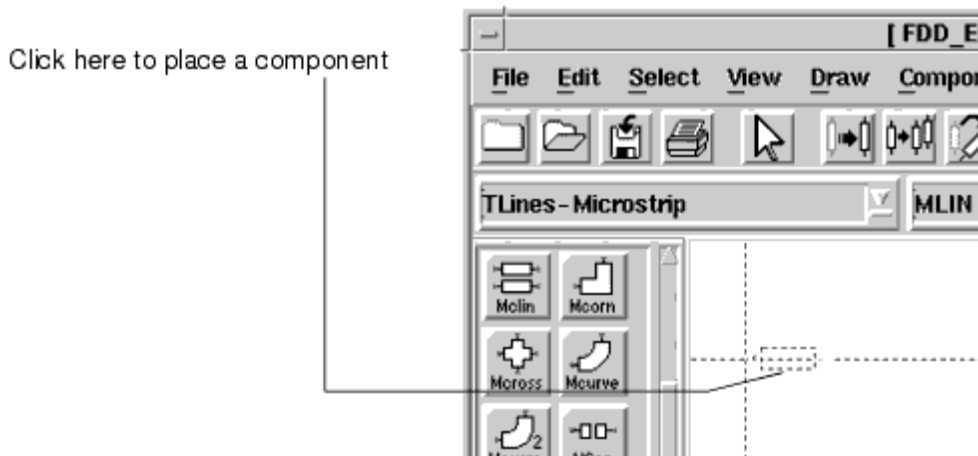 [ FDD_E
Click here to place a component
File Edit Select View Draw Compon
TLines-Microstrip MLIN
Mclin Mcorn
Mcross Mcurve
2